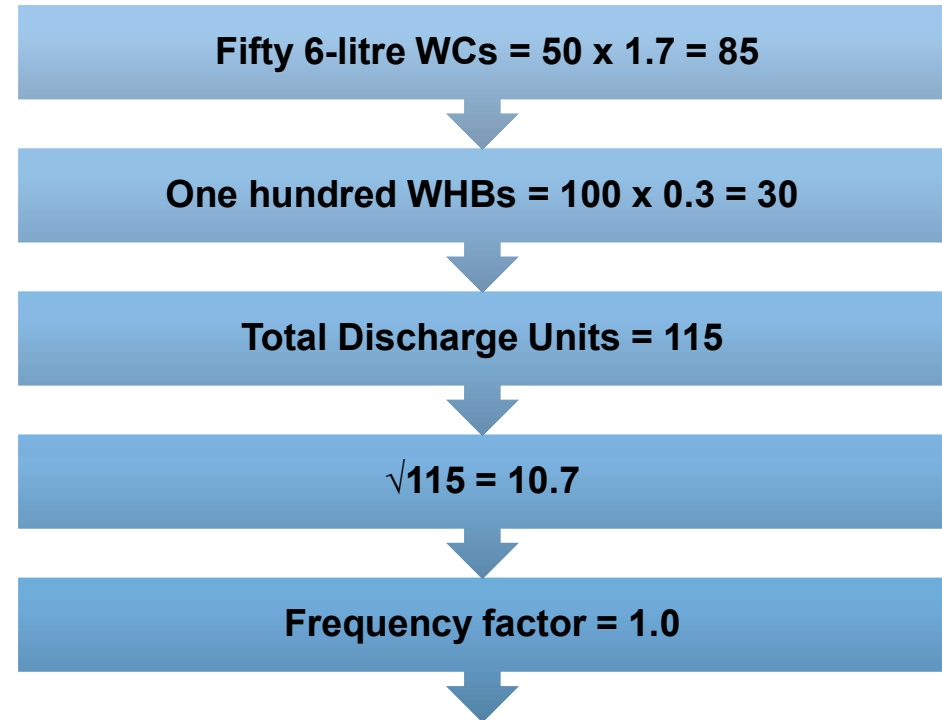 Fifty 6-litre WCs = 50 x 1.7 = 85
One hundred WHBs = 100 x 0.3 = 30
Total Discharge Units = 115
√115 = 10.7
Frequency factor = 1.0